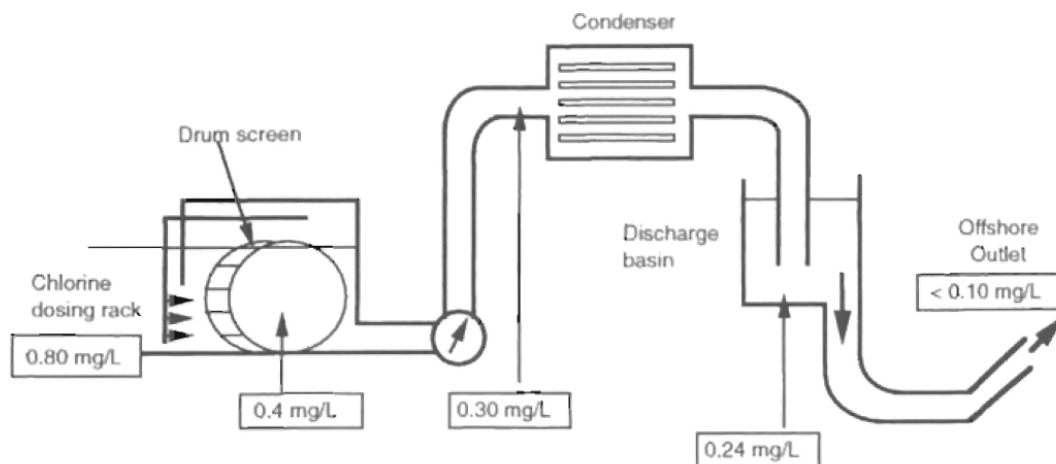 Condenser
Drum screen
Discharge
basin
Offshore
Outlet
< 0.10 mg/L
Chlorine
dosing rack
0.80 mg/L
0.4 mg/L
0.30 mg/L
0.24 mg/L